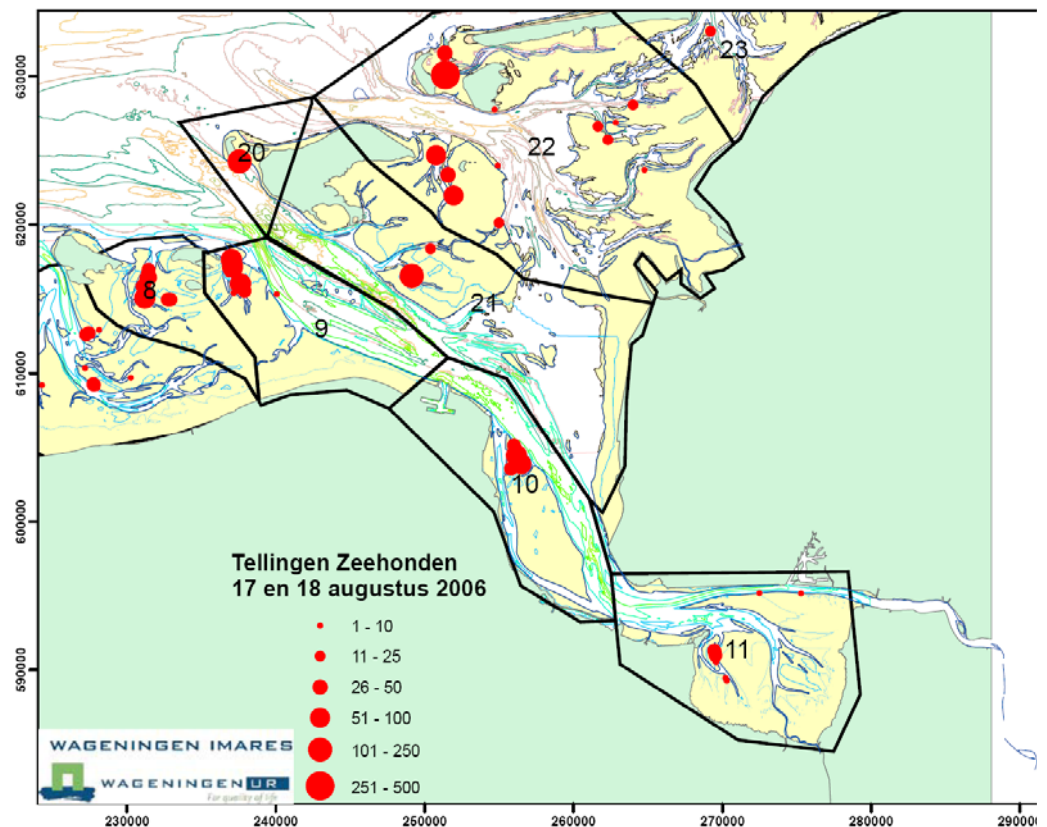 630000
620000
610000
600000
590000
23
22
20
21
8
9
10
11
Tellingen Zeehonden
17 en 18 augustus 2006
1 - 10
11 - 25
26 - 50
51 - 100
101 - 250
251 - 500
WAGENINGEN IMARES
WAGENINGEN UR
For quality of life
230000 240000 250000 260000 270000 280000 290000